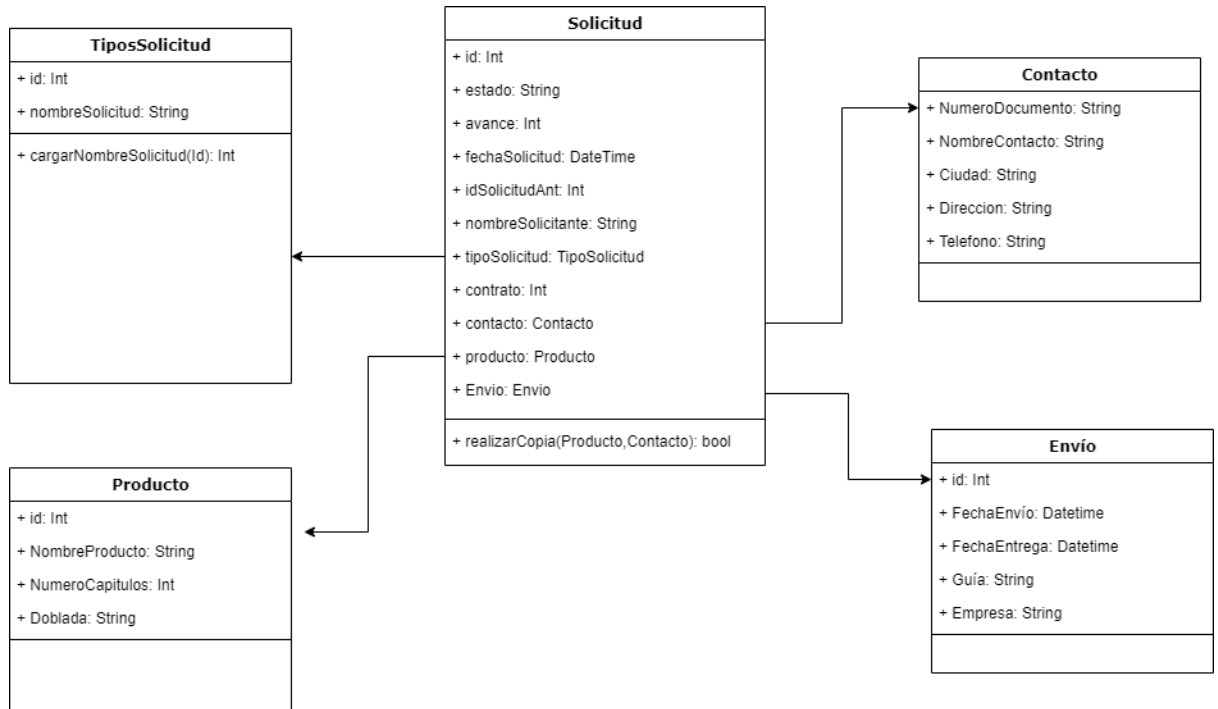 TiposSolicitud
+ id: Int
+ nombreSolicitud: String
+ cargarNombreSolicitud(Id): Int
Solicitud
+ id: Int
+ estado: String
+ avance: Int
+ fechaSolicitud: DateTime
+ idSolicitudAnt: Int
+ nombreSolicitante: String
+ tipoSolicitud: TipoSolicitud
+ contrato: Int
+ contacto: Contacto
+ producto: Producto
+ Envio: Envio
+ realizarCopia(Producto,Contacto): bool
Contacto
+ NumeroDocumento: String
+ NombreContacto: String
+ Ciudad: String
+ Direccion: String
+ Telefono: String
Producto
+ id: Int
+ NombreProducto: String
+ NumeroCapitulos: Int
+ Doblada: String
Envío
+ id: Int
+ FechaEnvío: Datetime
+ FechaEntrega: Datetime
+ Guía: String
+ Empresa: String